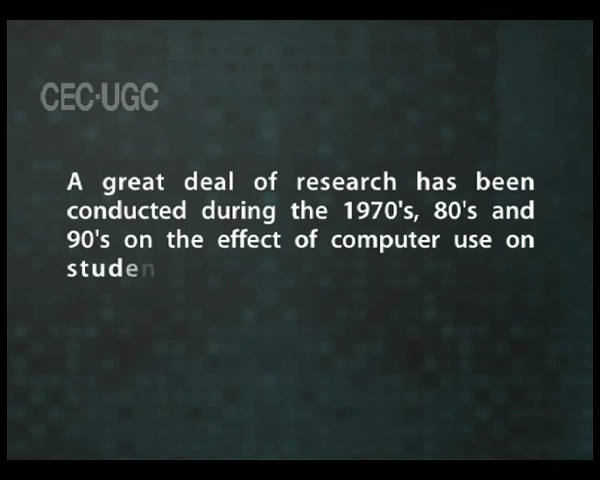 CEC-UGC
A great deal of research has been
conducted during the 1970's, 80's and
90's on the effect of computer use on
studen